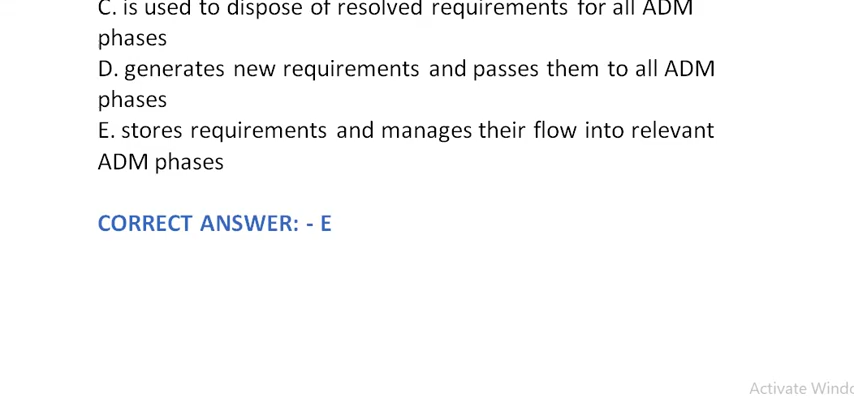 C. is used to dispose of resolved requirements for all ADM
phases
D. generates new requirements and passes them to all ADM
phases
E. stores requirements and manages their flow into relevant
ADM phases
CORRECT ANSWER: - E
Activate Windo